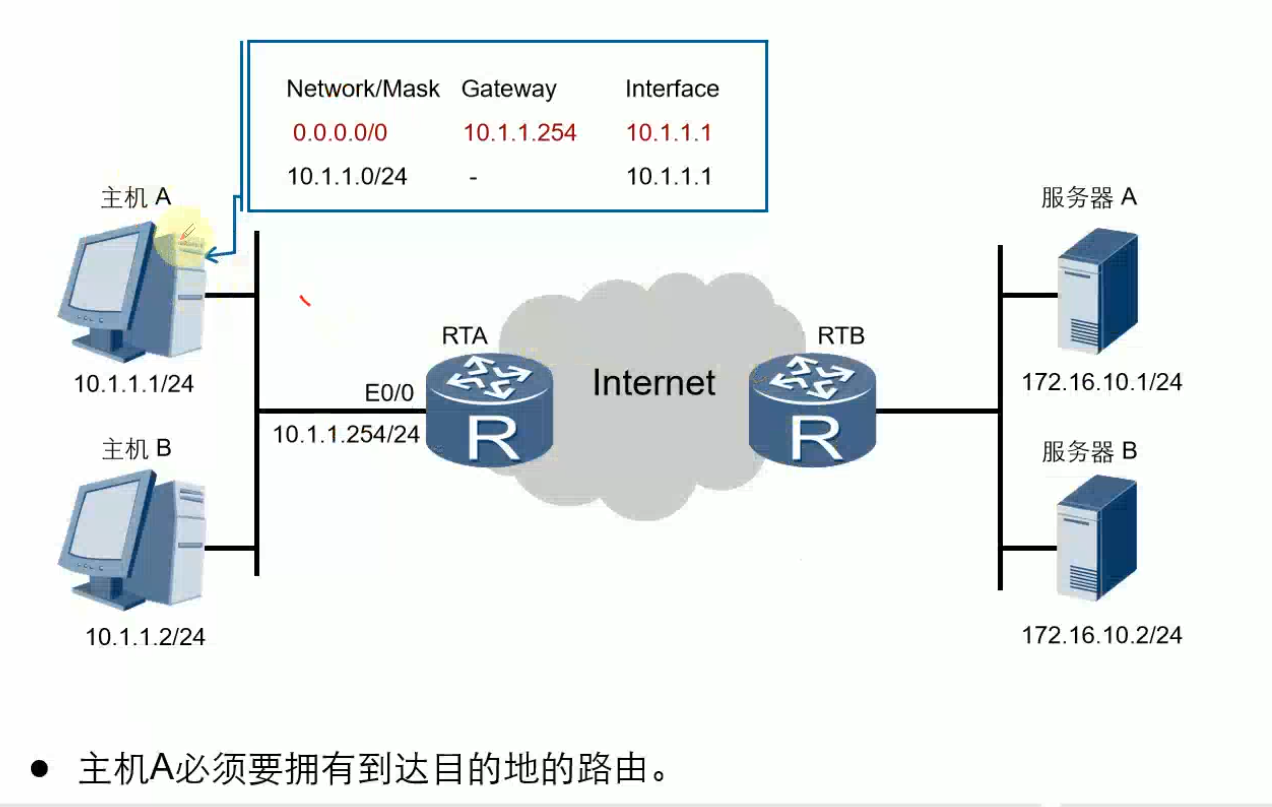 Network/Mask Gateway Interface
0.0.0.0/0 10.1.1.254 10.1.1.1
10.1.1.0/24 - 10.1.1.1
主机 A
服务器 A
RTA
RTB
Internet
10.1.1.1/24
E0/0
172.16.10.1/24
10.1.1.254/24
R
R
主机 B
服务器 B
10.1.1.2/24
172.16.10.2/24
● 主机A必须要拥有到达目的地的路由。